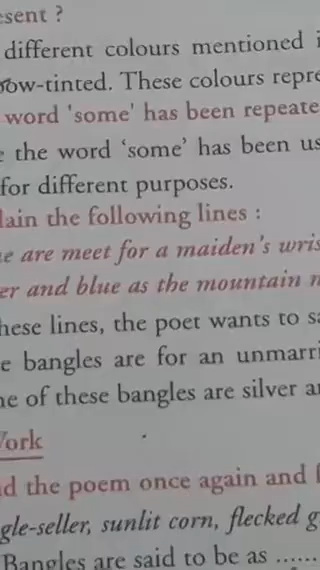 esent ?
different colours mentioned
ow-tinted. These colours repre
word 'some' has been repeate
the word 'some' has been us
for different purposes.
lain the following lines :
e are meet for a maiden's wris
er and blue as the mountain
hese lines, the poet wants to sa
e bangles are for an unmarri
ne of these bangles are silver a
Work
d the poem once again and
gle-seller, sunlit corn, flecked g
Bangles are said to be as ......